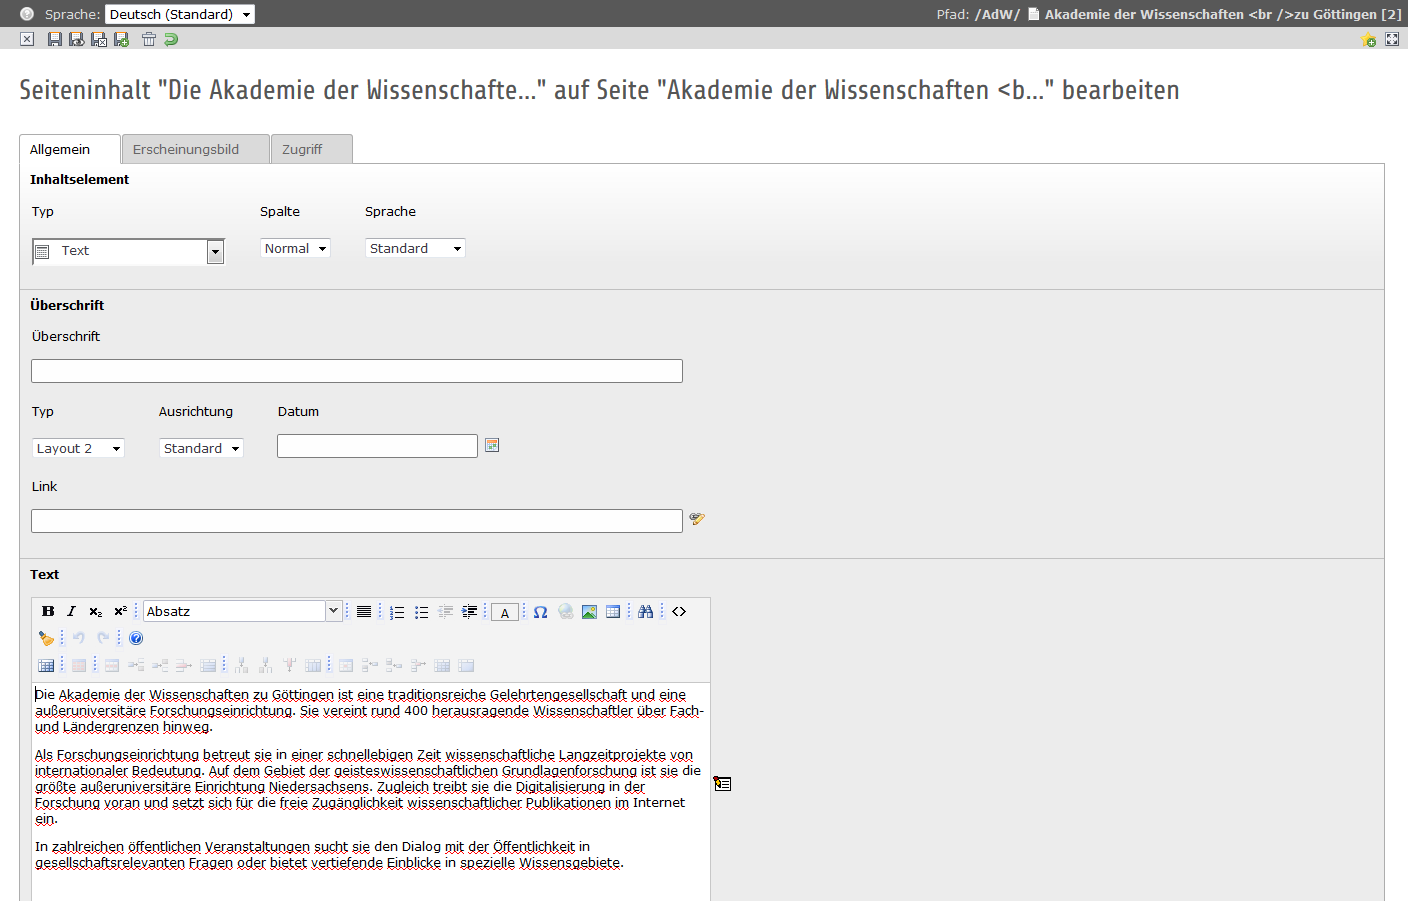 Sprache: Deutsch (Standard) Pfad: /AdW/ Akademie der Wissenschaften <br />zu Göttingen [2]
Seiteninhalt "Die Akademie der Wissenschafte..." auf Seite "Akademie der Wissenschaften <b..." bearbeiten
Allgemein Erscheinungsbild Zugriff
Inhaltselement
Typ Spalte Sprache
Text Normal Standard
Überschrift
Überschrift
Typ Ausrichtung Datum
Layout 2 Standard
Link
Text
B I x₂ x² Absatz A Ω <>
?
Die Akademie der Wissenschaften zu Göttingen ist eine traditionsreiche Gelehrtengesellschaft und eine
außeruniversitäre Forschungseinrichtung. Sie vereint rund 400 herausragende Wissenschaftler über Fach-
und Ländergrenzen hinweg.
Als Forschungseinrichtung betreut sie in einer schnellebigen Zeit wissenschaftliche Langzeitprojekte von
internationaler Bedeutung. Auf dem Gebiet der geisteswissenschaftlichen Grundlagenforschung ist sie die
größte außeruniversitäre Einrichtung Niedersachsens. Zugleich treibt sie die Digitalisierung in der
Forschung voran und setzt sich für die freie Zugänglichkeit wissenschaftlicher Publikationen im Internet
ein.
In zahlreichen öffentlichen Veranstaltungen sucht sie den Dialog mit der Öffentlichkeit in
gesellschaftsrelevanten Fragen oder bietet vertiefende Einblicke in spezielle Wissensgebiete.